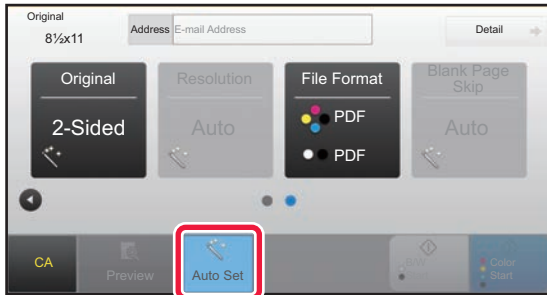 Original
8½x11
Address E-mail Address
Detail
Original
2-Sided
Resolution
Auto
File Format
PDF
PDF
Blank Page
Skip
Auto
CA
Preview
Auto Set
B/W
Start
Color
Start